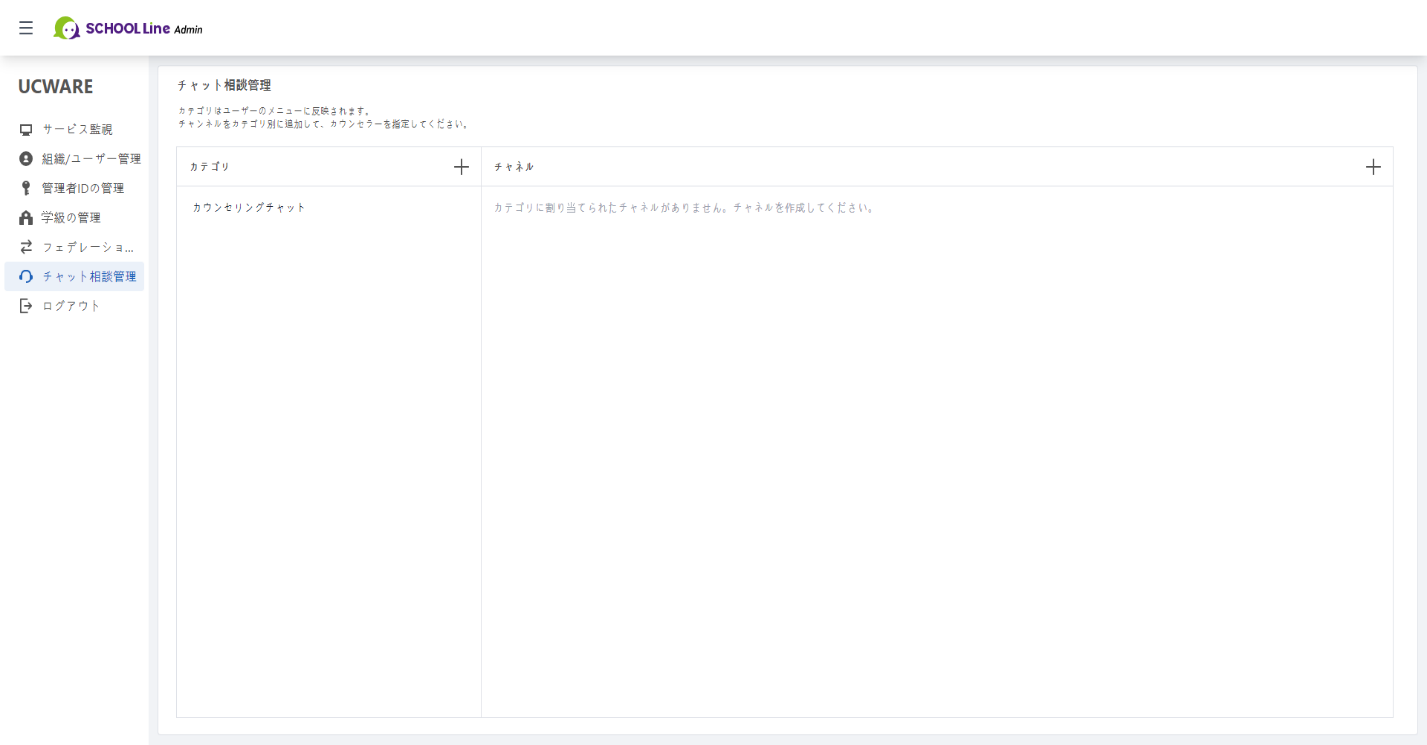 SCHOOL Line Admin
UCWARE
サービス監視
組織/ユーザー管理
管理者IDの管理
学級の管理
フェデレーショ...
チャット相談管理
ログアウト
チャット相談管理
カテゴリはユーザーのメニューに反映されます。
チャンネルをカテゴリ別に追加して、カウンセラーを指定してください。
カテゴリ
チャネル
カウンセリングチャット
カテゴリに割り当てられたチャネルがありません。チャネルを作成してください。